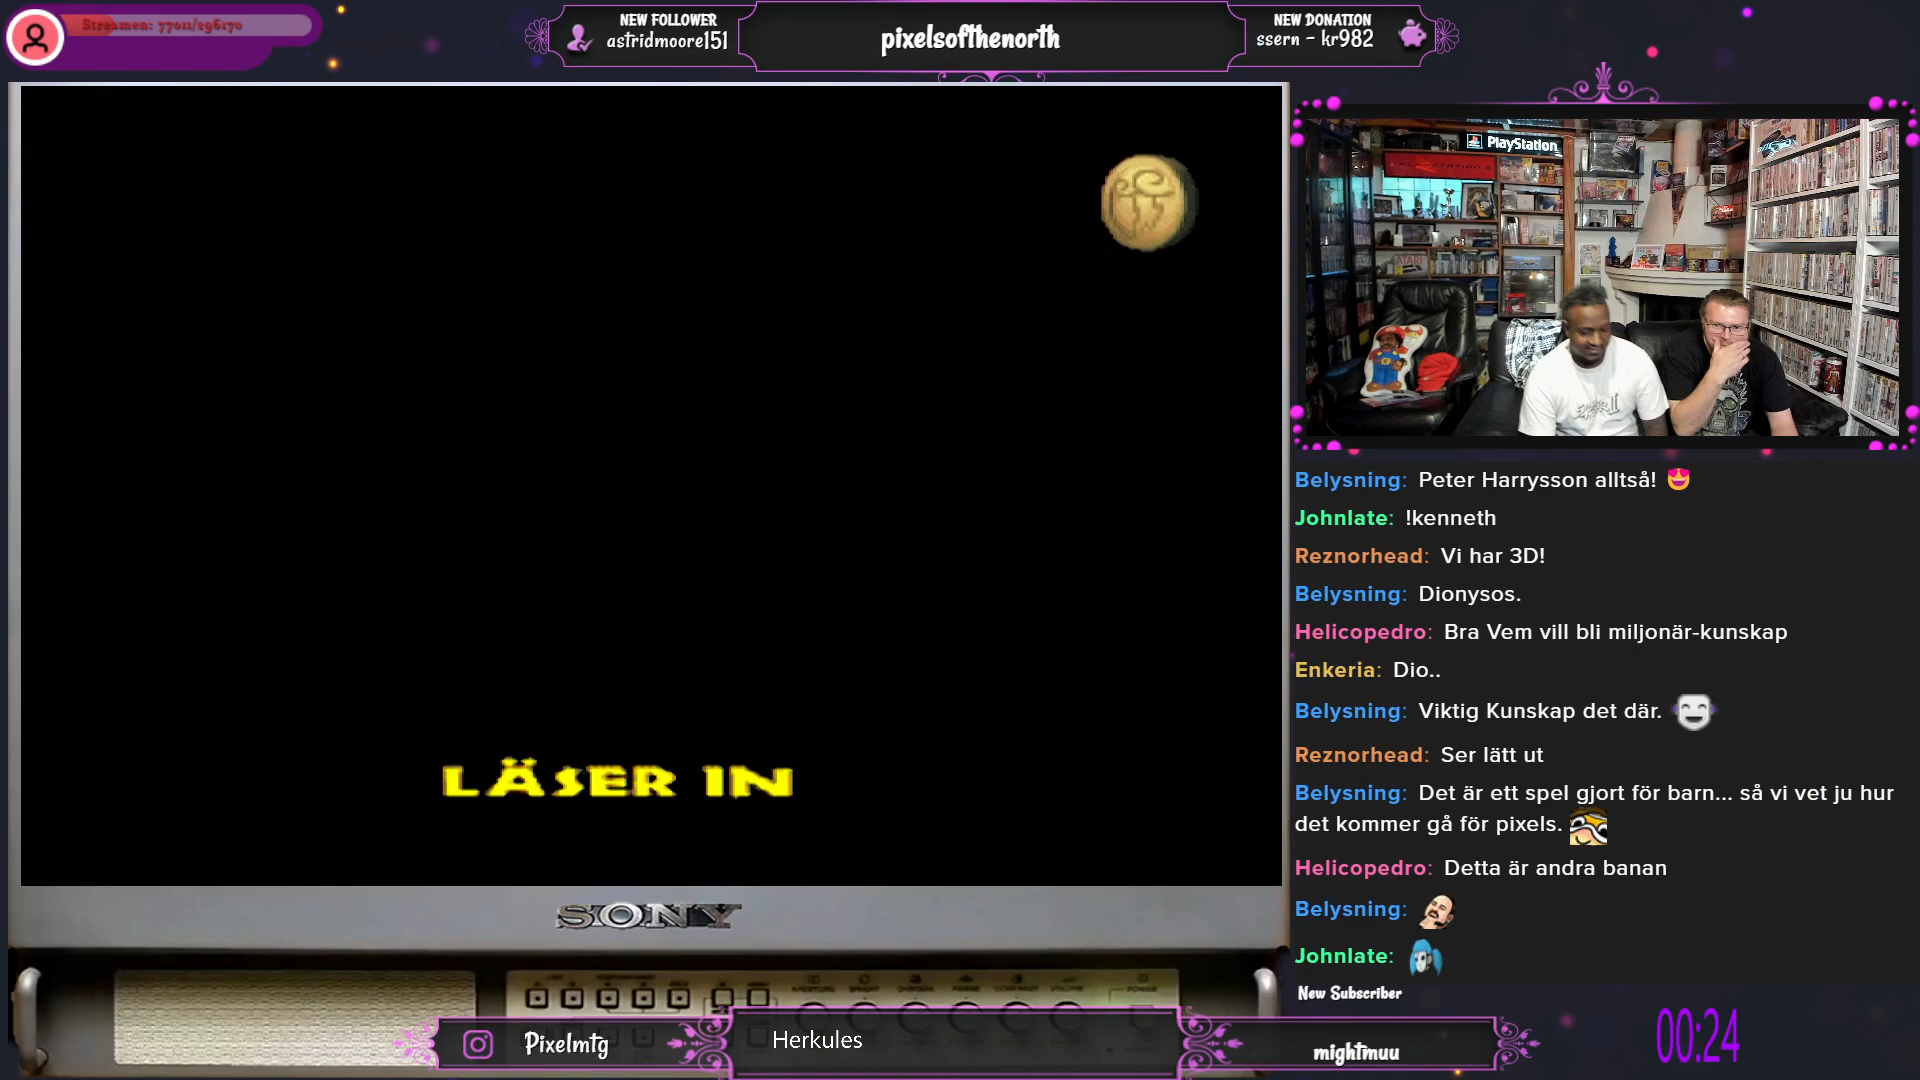 Streamen: 77011/296170
NEW FOLLOWER
astridmoore151
pixelsofthenorth
NEW DONATION
ssern - kr982
PlayStation
LÄSER IN
SONY
Belysning: Peter Harrysson alltså!
Johnlate: !kenneth
Reznorhead: Vi har 3D!
Belysning: Dionysos.
Helicopedro: Bra Vem vill bli miljonär-kunskap
Enkeria: Dio..
Belysning: Viktig Kunskap det där.
Reznorhead: Ser lätt ut
Belysning: Det är ett spel gjort för barn... så vi vet ju hur
det kommer gå för pixels.
Helicopedro: Detta är andra banan
Belysning:
Johnlate:
New Subscriber
Pixelmtg
Herkules
mightmuu
00:24